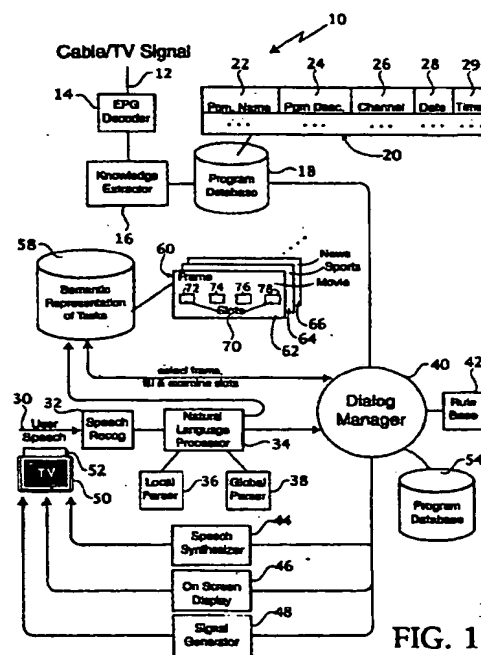 10
Cable/TV Signal
12
22 24 26 28 29
14
EPG Decoder
Pgm. Name Pgm Desc. Channel Date Time
... ... ... ... ...
20
Knowledge Extractor
16
Program Database
18
58
Semantic Representation of Tasks
60
News
Sports
Movie
Frame
72 74 76 78
Slots
70
62
64
66
select frame,
fill & examine slots
40
Dialog Manager
42
Rule Base
30
User Speech
32
Speech Recog
Natural Language Processor
34
52
TV
50
Local Parser
36
Global Parser
38
54
Program Database
44
Speech Synthesizer
46
On Screen Display
48
Signal Generator
FIG. 1